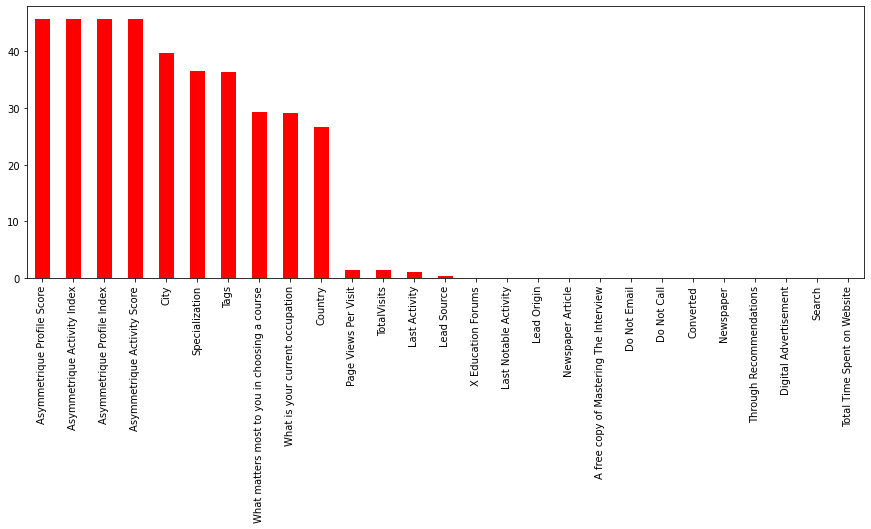 40
30
20
10
0
Asymmetrique Profile Score
Asymmetrique Activity Index
Asymmetrique Profile Index
Asymmetrique Activity Score
City
Specialization
Tags
What matters most to you in choosing a course
What is your current occupation
Country
Page Views Per Visit
TotalVisits
Last Activity
Lead Source
X Education Forums
Last Notable Activity
Lead Origin
Newspaper Article
A free copy of Mastering The Interview
Do Not Email
Do Not Call
Converted
Newspaper
Through Recommendations
Digital Advertisement
Search
Total Time Spent on Website